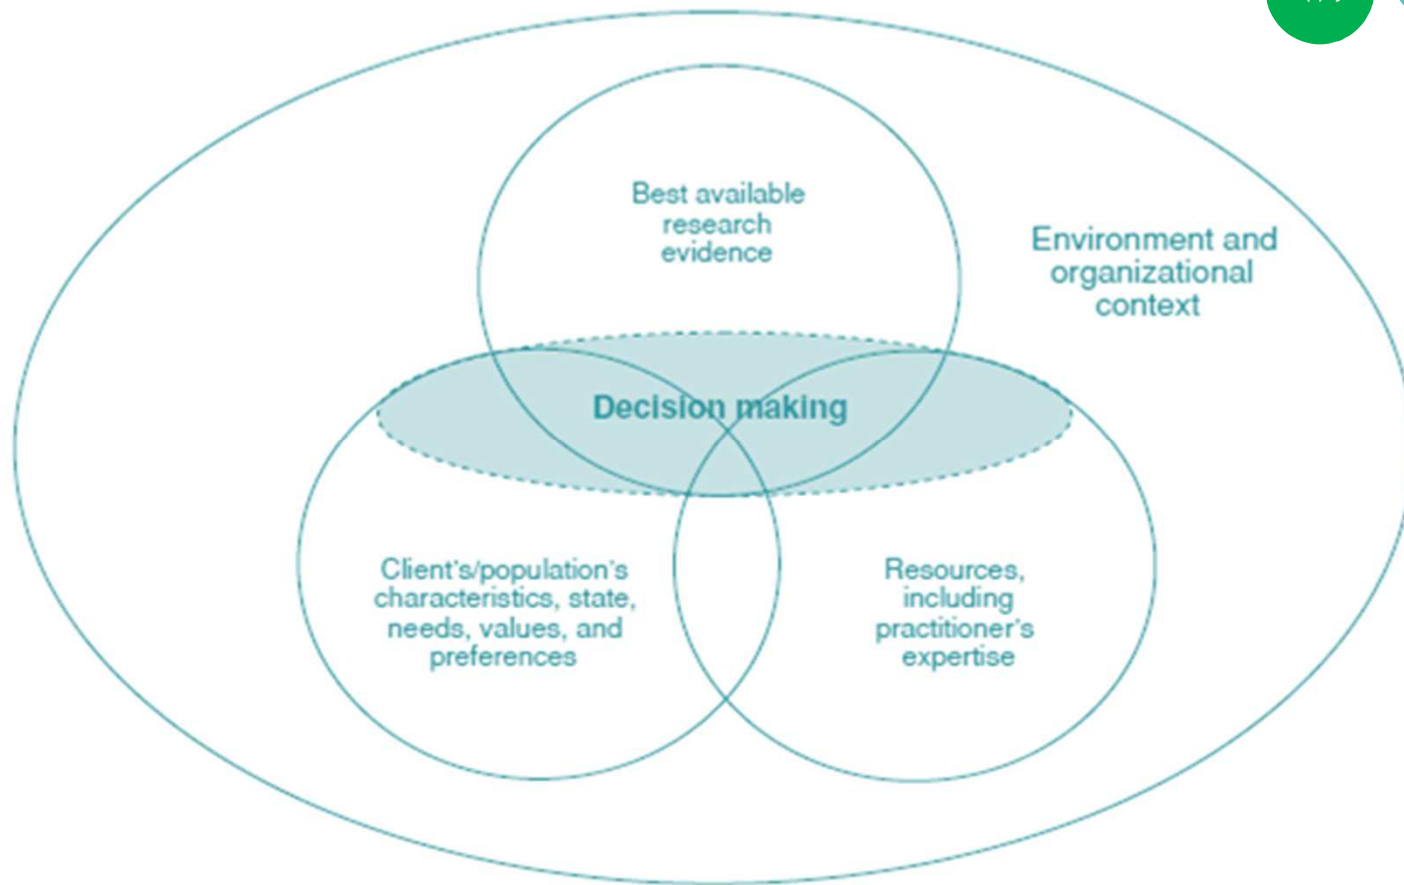 Best available
research
evidence
Environment and
organizational
context
Decision making
Client's/population's
characteristics, state,
needs, values, and
preferences
Resources,
including
practitioner's
expertise